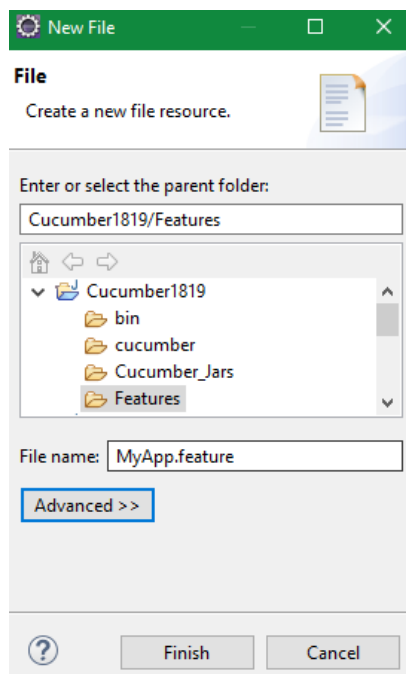 New File
File
Create a new file resource.
Enter or select the parent folder:
Cucumber1819/Features
Cucumber1819
bin
cucumber
Cucumber_Jars
Features
File name: MyApp.feature
Advanced >>
? Finish Cancel